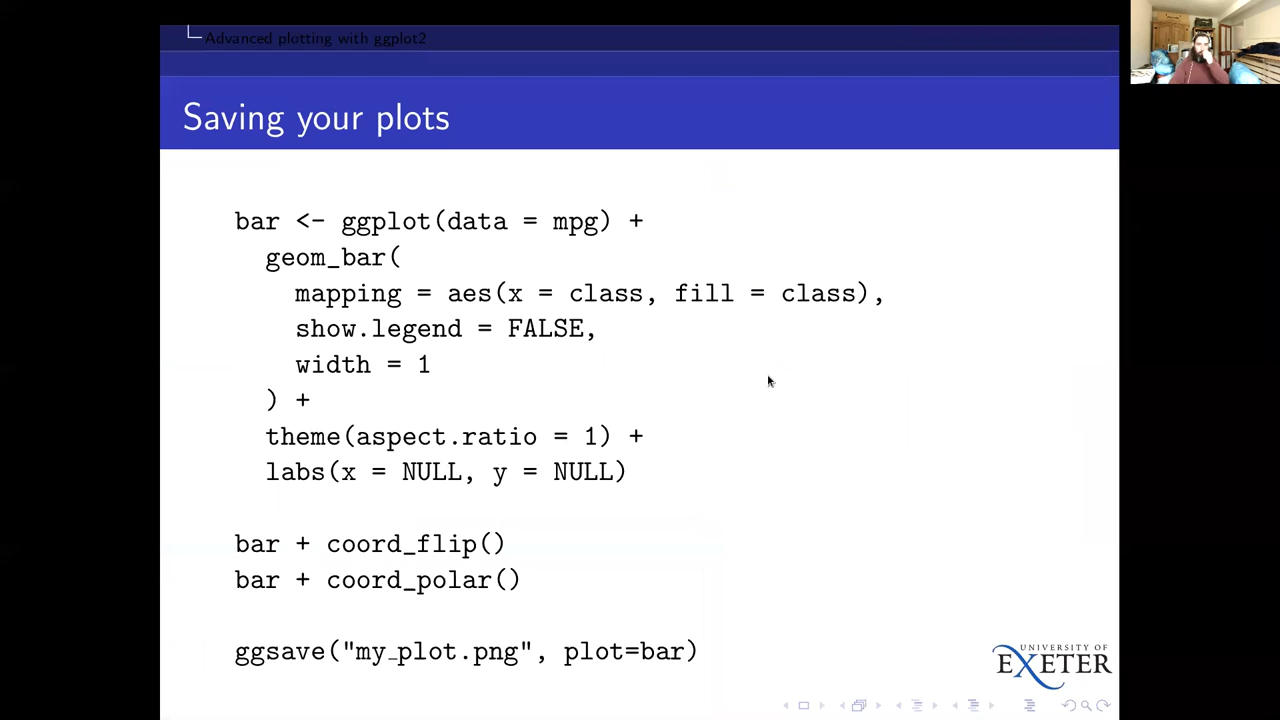 Advanced plotting with ggplot2
Saving your plots
bar <- ggplot(data = mpg) +
geom_bar(
mapping = aes(x = class, fill = class),
show.legend = FALSE,
width = 1
) +
theme(aspect.ratio = 1) +
labs(x = NULL, y = NULL)
bar + coord_flip()
bar + coord_polar()
ggsave("my_plot.png", plot=bar)
UNIVERSITY OF
EXETER